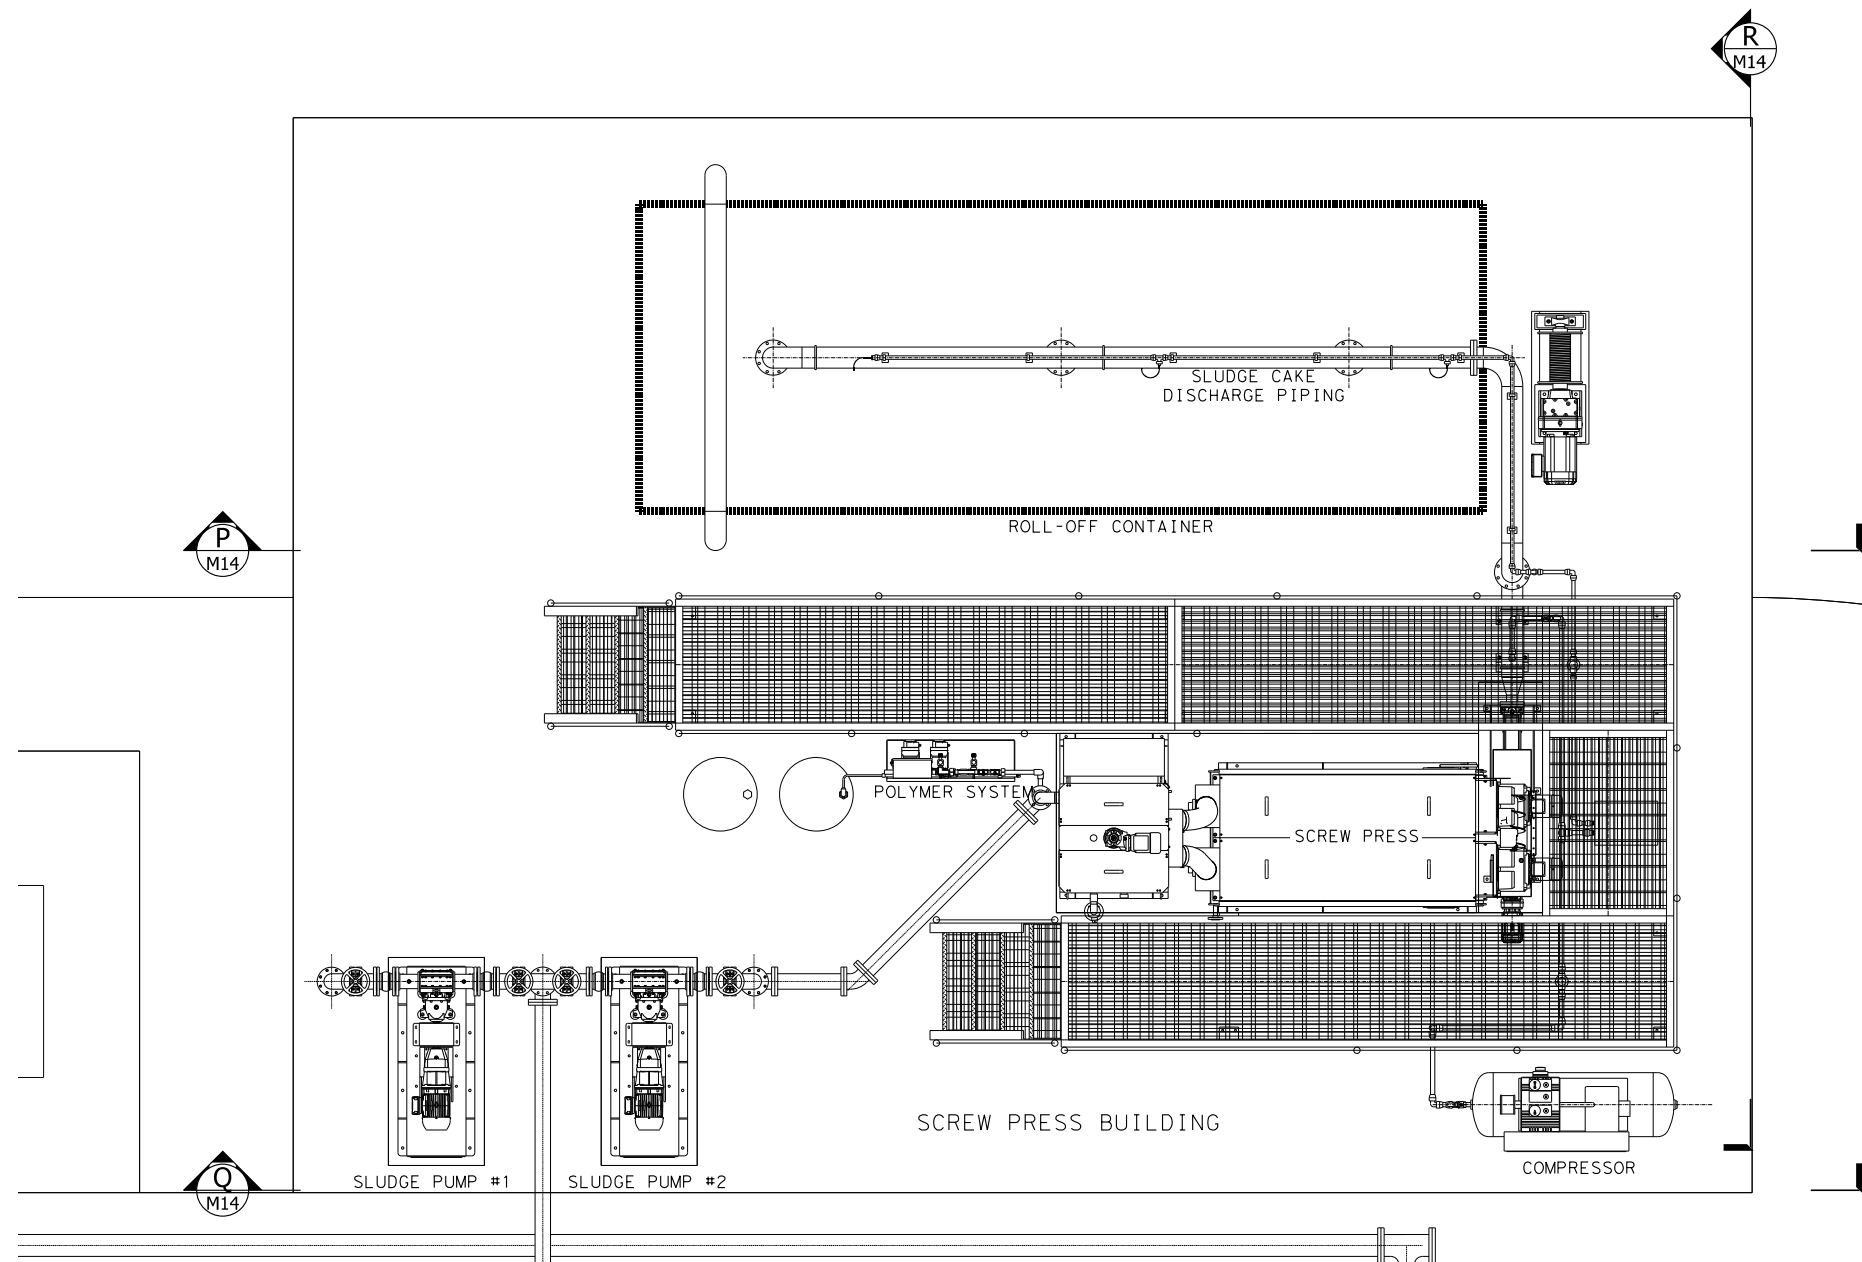 R
M14
SLUDGE CAKE
DISCHARGE PIPING
ROLL-OFF CONTAINER
P
M14
POLYMER SYSTEM
SCREW PRESS
SCREW PRESS BUILDING
COMPRESSOR
SLUDGE PUMP #1
SLUDGE PUMP #2
Q
M14